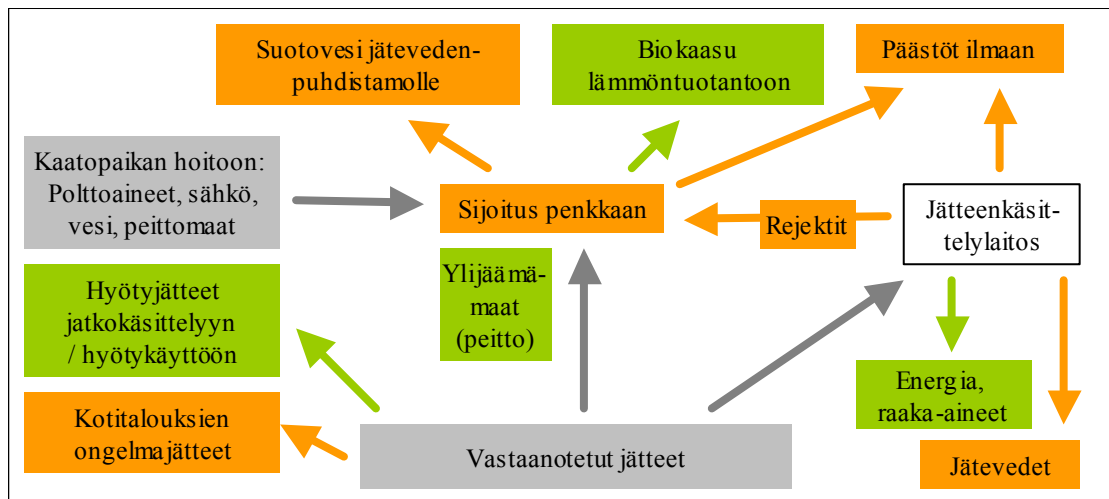 Suotovesi jäteveden-
puhdistamolle
Biokaasu
lämmöntuotantoon
Päästöt ilmaan
Kaatopaikan hoitoon:
Polttoaineet, sähkö,
vesi, peittomaat
Sijoitus penkkaan
Rejektit
Jätteenkäsit-
telylaitos
Ylijäämä-
maat
(peitto)
Hyötyjätteet
jatkokäsittelyyn
/ hyötykäyttöön
Energia,
raaka-aineet
Kotitalouksien
ongelmajätteet
Vastaanotetut jätteet
Jätevedet